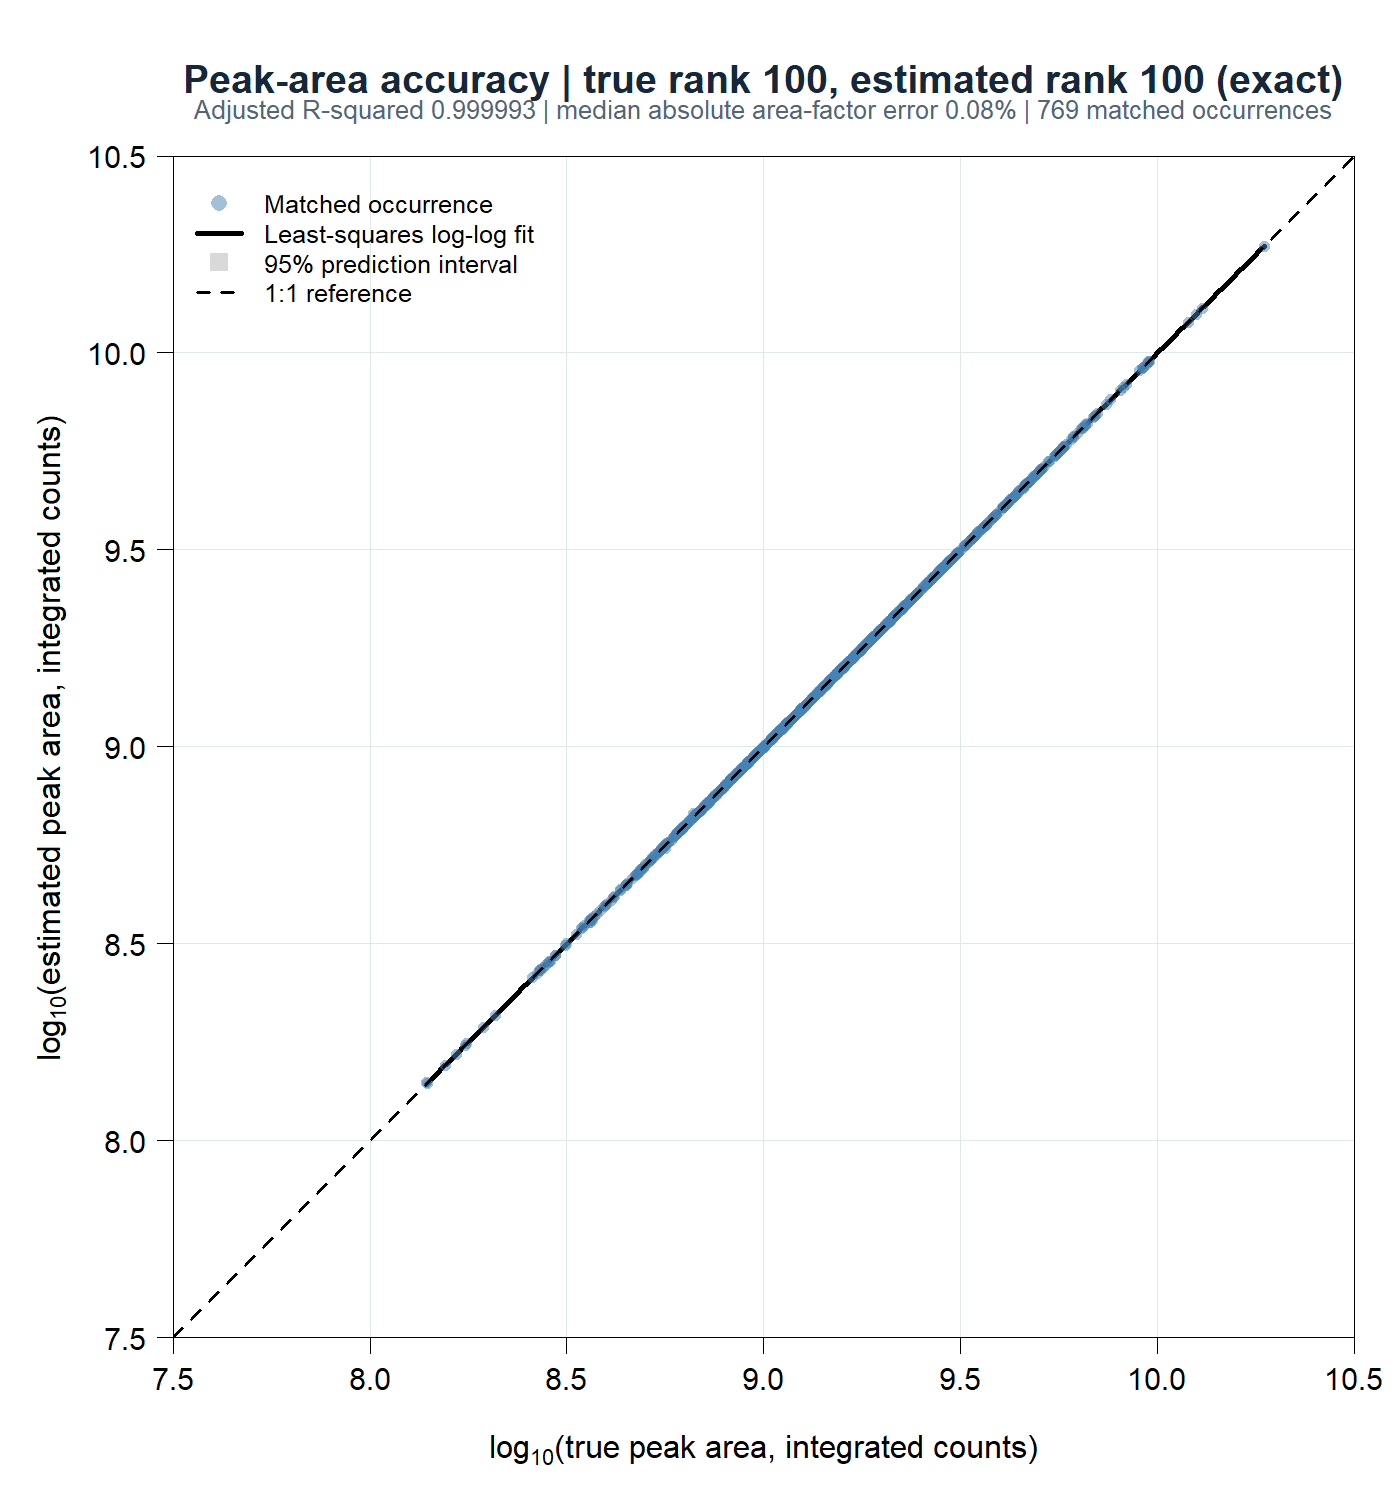 Peak-area accuracy | true rank 100, estimated rank 100 (exact)
Adjusted R-squared 0.999993 | median absolute area-factor error 0.08% | 769 matched occurrences
Matched occurrence
Least-squares log-log fit
95% prediction interval
1:1 reference
10.5
10.0
9.5
9.0
8.5
8.0
7.5
log10(estimated peak area, integrated counts)
7.5 8.0 8.5 9.0 9.5 10.0 10.5
log10(true peak area, integrated counts)